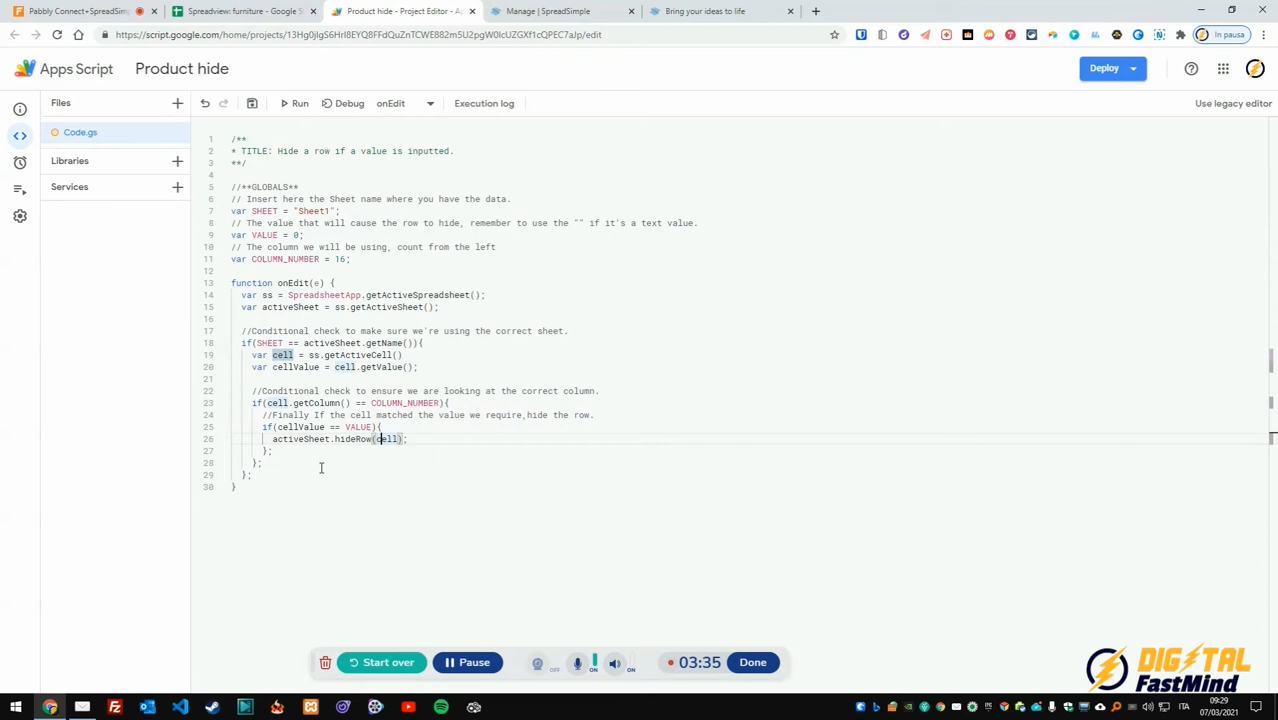 Pabbly Connect+SpreadSim
Spreadview: furniture - Google S
Product hide - Project Editor - A
Manage | SpreadSimple
Bring your ideas to life
In pausa
Apps Script
Product hide
Deploy
Files
Run
Debug
onEdit
Execution log
Use legacy editor
Code.gs
Libraries
Services
1 /**
2 * TITLE: Hide a row if a value is inputted.
3 **/
4
5 //**GLOBALS**
6 // Insert here the Sheet name where you have the data.
7 var SHEET = "Sheet1";
8 // The value that will cause the row to hide, remember to use the "" if it's a text value.
9 var VALUE = 0;
10 // The column we will be using, count from the left
11 var COLUMN_NUMBER = 16;
12
13 function onEdit(e) {
14 var ss = SpreadsheetApp.getActiveSpreadsheet();
15 var activeSheet = ss.getActiveSheet();
16
17 //Conditional check to make sure we're using the correct sheet.
18 if(SHEET == activeSheet.getName()){
19 var cell = ss.getActiveCell()
20 var cellValue = cell.getValue();
21
22 //Conditional check to ensure we are looking at the correct column.
23 if(cell.getColumn() == COLUMN_NUMBER){
24 //Finally If the cell matched the value we require,hide the row.
25 if(cellValue == VALUE){
26 activeSheet.hideRow(cell);
27 };
28 };
29 };
30 }
Start over
Pause
OFF
ON
ON
03:35
Done
DIGITAL
FastMind
ITA
09:29
07/03/2021